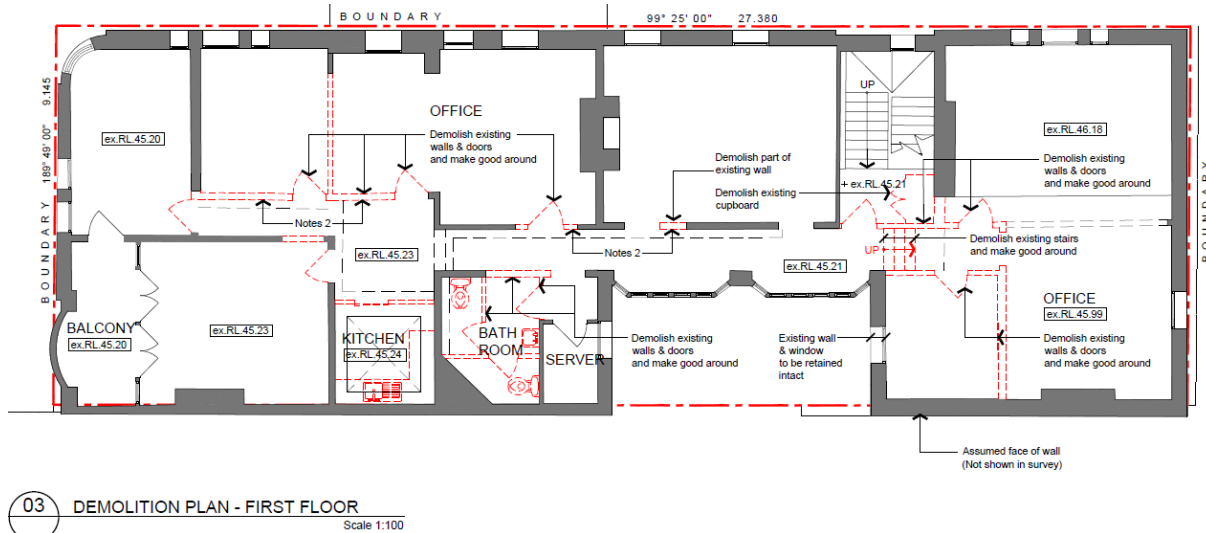 BOUNDARY
99° 25' 00" 27.380
189° 49' 00" 9.145
BOUNDARY
BOUNDARY
ex.RL.45.20
OFFICE
Demolish existing
walls & doors
and make good around
Notes 2
ex.RL.45.23
Demolish part of
existing wall
Demolish existing
cupboard
UP
+ ex.RL.45.21
ex.RL.46.18
Demolish existing
walls & doors
and make good around
Notes 2
UP
Demolish existing stairs
and make good around
ex.RL.45.21
BALCONY
ex.RL.45.20
ex.RL.45.23
KITCHEN
ex.RL.45.24
BATH
ROOM
SERVER
Demolish existing
walls & doors
and make good around
Existing wall
& window
to be retained
intact
OFFICE
ex.RL.45.99
Demolish existing
walls & doors
and make good around
Assumed face of wall
(Not shown in survey)
03 DEMOLITION PLAN - FIRST FLOOR
Scale 1:100